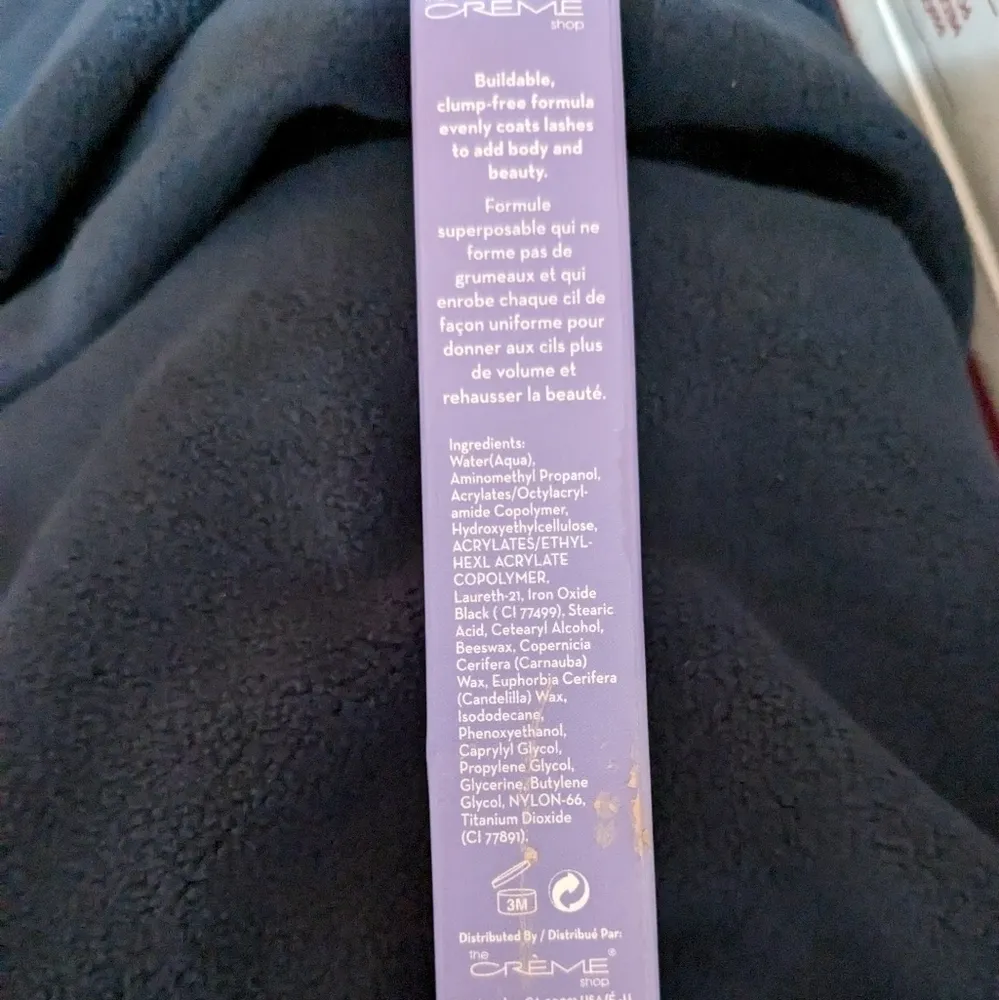 CRÈME
shop
Buildable,
clump-free formula
evenly coats lashes
to add body and
beauty.
Formule
superposable qui ne
forme pas de
grumeaux et qui
enrobe chaque cil de
façon uniforme pour
donner aux cils plus
de volume et
rehausser la beauté.
Ingredients:
Water(Aqua),
Aminomethyl Propanol,
Acrylates/Octylacryl-
amide Copolymer,
Hydroxyethylcellulose,
ACRYLATES/ETHYL-
HEXL ACRYLATE
COPOLYMER,
Laureth-21, Iron Oxide
Black ( CI 77499), Stearic
Acid, Cetearyl Alcohol,
Beeswax, Copernicia
Cerifera (Carnauba)
Wax, Euphorbia Cerifera
(Candelilla) Wax,
Isododecane,
Phenoxyethanol,
Caprylyl Glycol,
Propylene Glycol,
Glycerine, Butylene
Glycol, NYLON-66,
Titanium Dioxide
(CI 77891).
3M
Distributed By / Distribué Par:
the
CRÈME®
shop